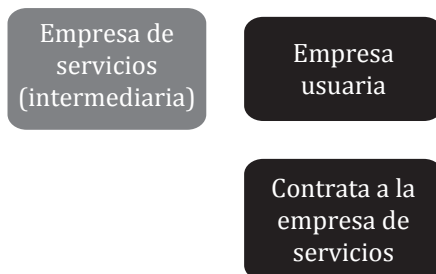 Empresa de
servicios
(intermediaria)
Empresa
usuaria
Contrata a la
empresa de
servicios